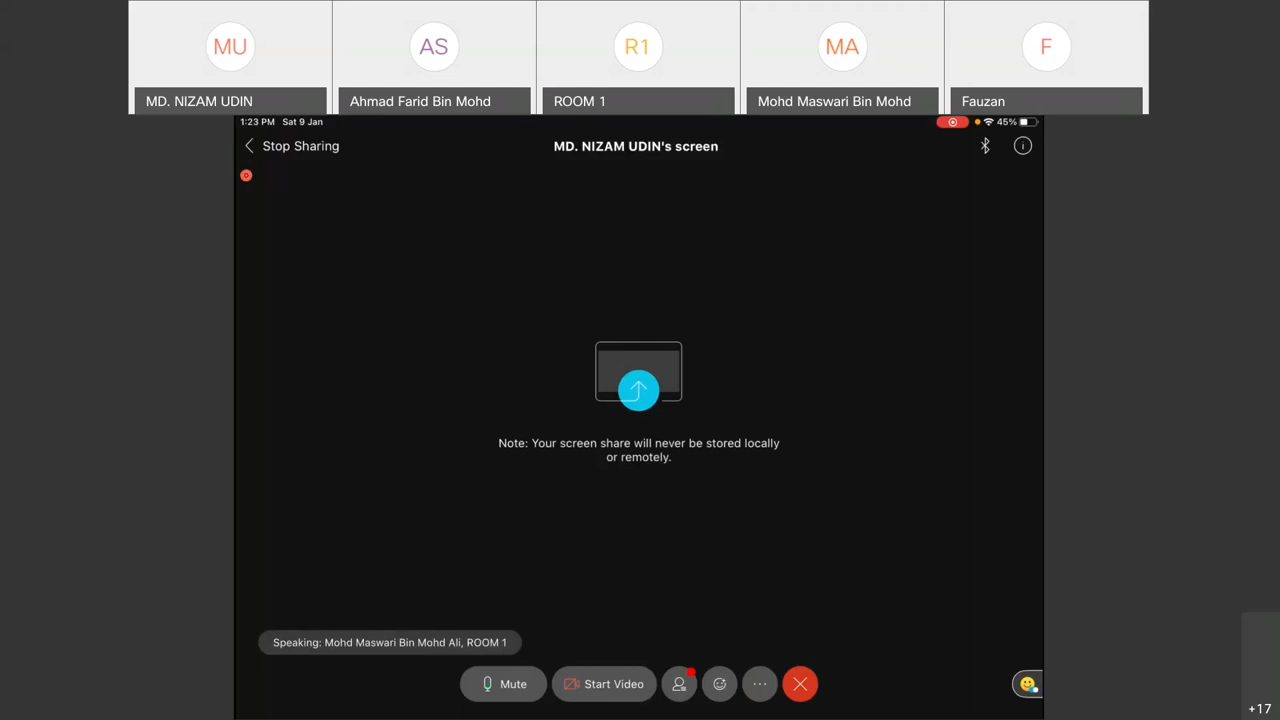 MU
AS
R1
MA
F
MD. NIZAM UDIN
Ahmad Farid Bin Mohd
ROOM 1
Mohd Maswari Bin Mohd
Fauzan
1:23 PM Sat 9 Jan
45%
Stop Sharing
MD. NIZAM UDIN's screen
Note: Your screen share will never be stored locally
or remotely.
Speaking: Mohd Maswari Bin Mohd Ali, ROOM 1
Mute
Start Video
+17